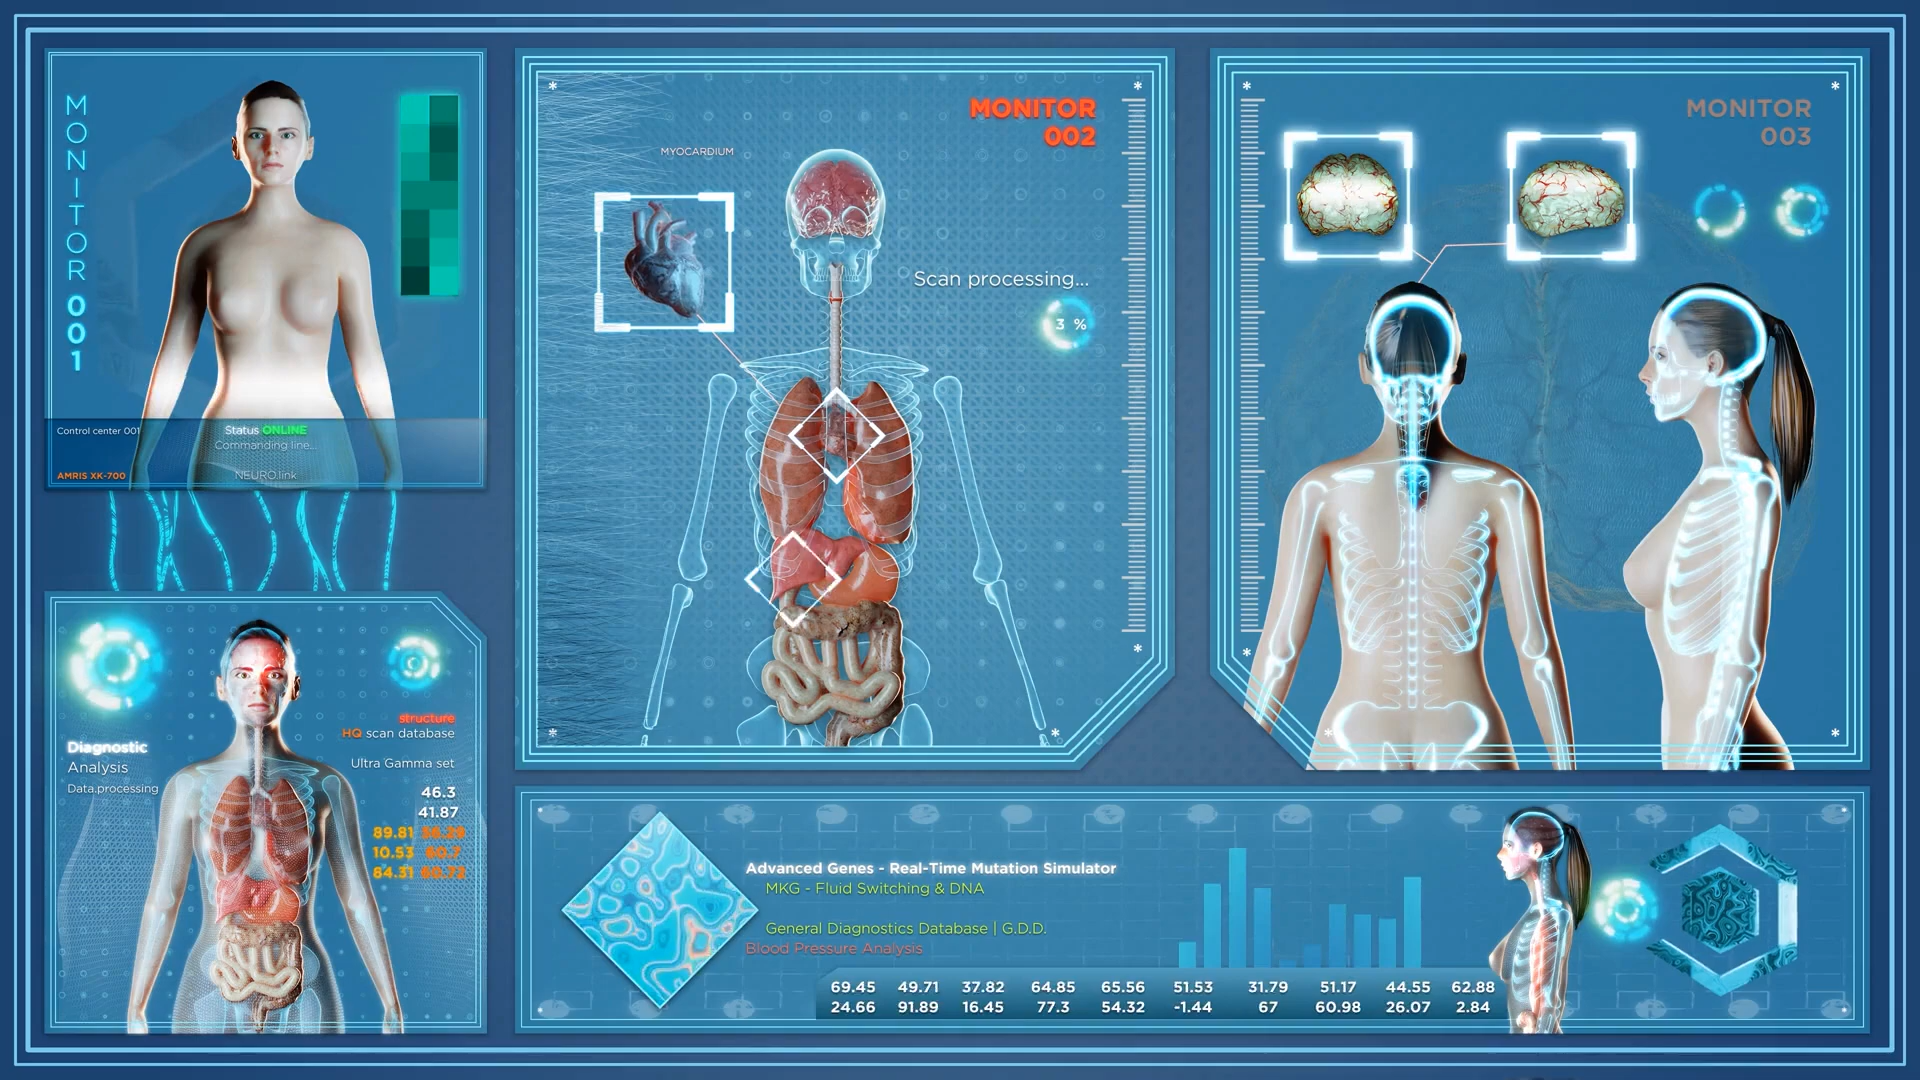 MONITOR 001
Control center 001
Status ONLINE
Commanding line...
AMRIS XK-700
NEURO.link
MONITOR
002
MYOCARDIUM
Scan processing...
3 %
MONITOR
003
structure
HQ scan database
Ultra Gamma set
Diagnostic
Analysis
Data.processing
46.3
41.87
89.81
10.53
84.31
Advanced Genes - Real-Time Mutation Simulator
MKG - Fluid Switching & DNA
General Diagnostics Database | G.D.D.
Blood Pressure Analysis
69.45 49.71 37.82 64.85 65.56 51.53 31.79 51.17 44.55 62.88
24.66 91.89 16.45 77.3 54.32 -1.44 67 60.98 26.07 2.84